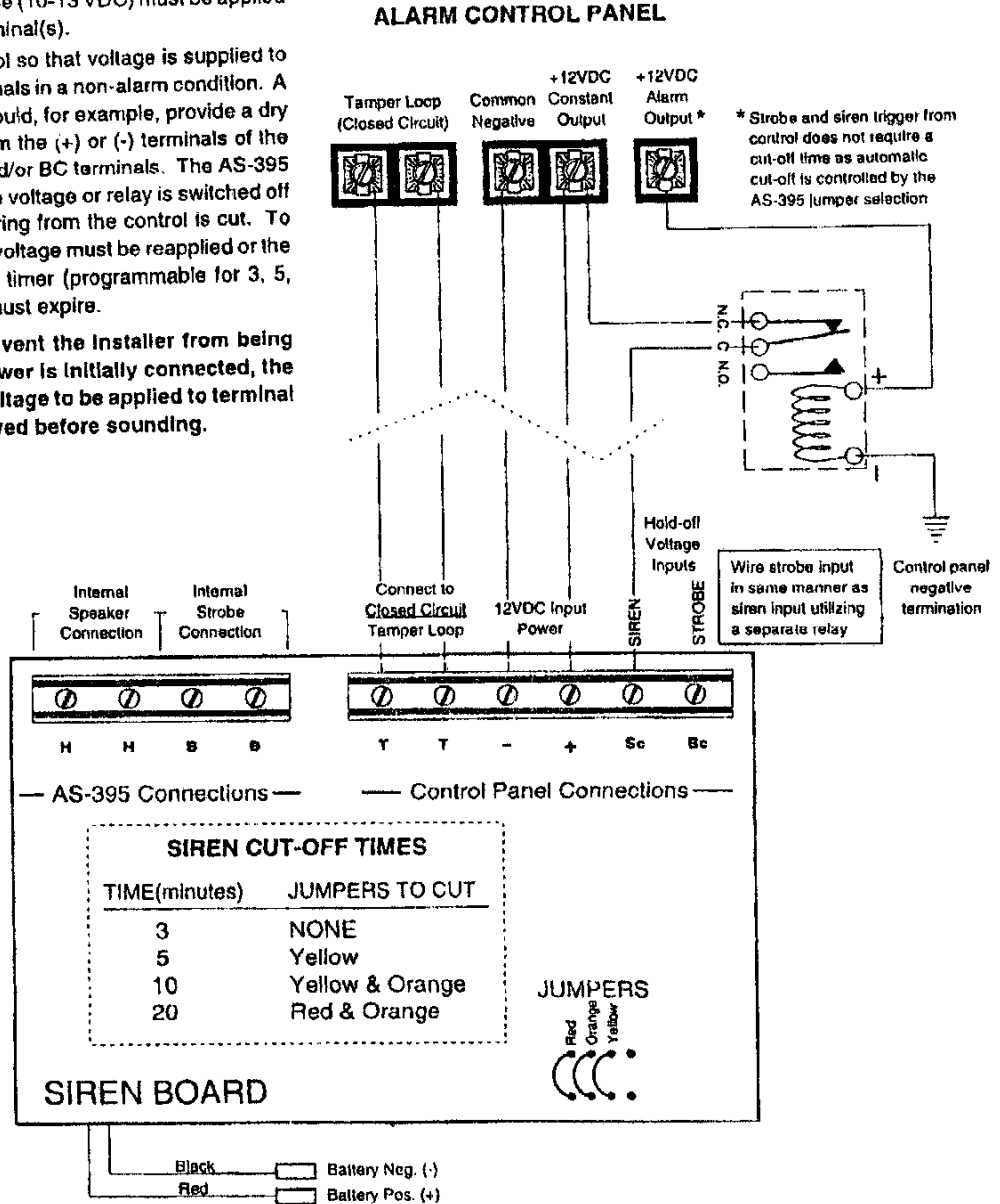 e (10-13 VDC) must be applied
ninal(s).
ol so that voltage is supplied to
nals in a non-alarm condition. A
ould, for example, provide a dry
m the (+) or (-) terminals of the
d/or BC terminals. The AS-395
e voltage or relay is switched off
ring from the control is cut. To
voltage must be reapplied or the
timer (programmable for 3, 5,
nust expire.
vent the Installer from being
wer is initially connected, the
ltage to be applied to terminal
ved before sounding.
ALARM CONTROL PANEL
Tamper Loop
(Closed Circuit)
Common
Negative
+12VDC
Constant
Output
+12VDC
Alarm
Output *
* Strobe and siren trigger from
control does not require a
cut-off time as automatic
cut-off is controlled by the
AS-395 jumper selection
N.C.
C
N.O.
+
-
Hold-off
Voltage
Inputs
SIREN
STROBE
Wire strobe input
in same manner as
siren input utilizing
a separate relay
Control panel
negative
termination
Internal
Speaker
Connection
Internal
Strobe
Connection
Connect to
Closed Circuit
Tamper Loop
12VDC Input
Power
H H B B
T T - + Sc Bc
AS-395 Connections
Control Panel Connections
SIREN CUT-OFF TIMES
TIME(minutes) JUMPERS TO CUT
3 NONE
5 Yellow
10 Yellow & Orange
20 Red & Orange
JUMPERS
Red
Orange
Yellow
SIREN BOARD
Black Battery Neg. (-)
Red Battery Pos. (+)